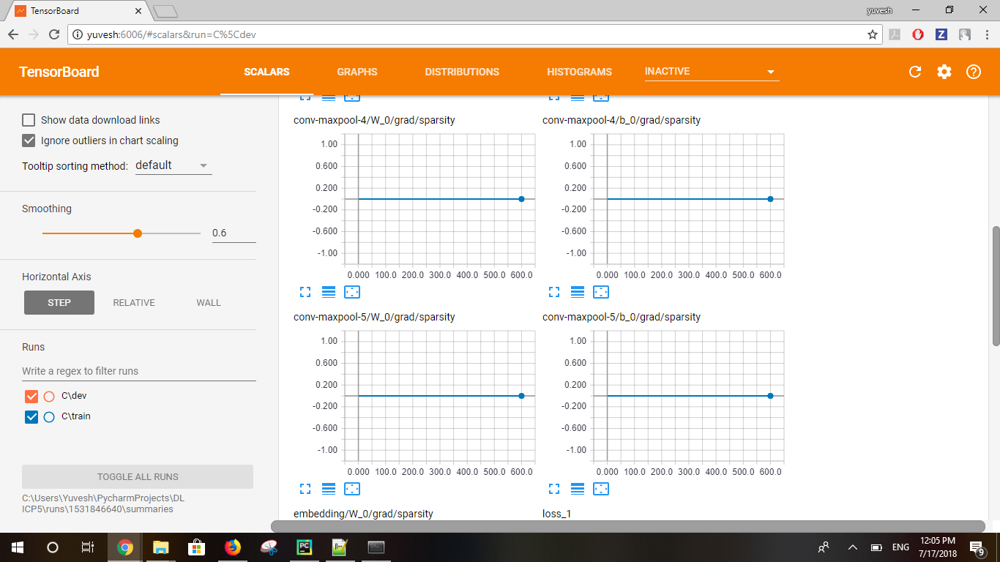 TensorBoard
yuvesh
yuvesh:6006/#scalars&run=C%5Cdev
Z
TensorBoard
SCALARS
GRAPHS
DISTRIBUTIONS
HISTOGRAMS
INACTIVE
Show data download links
Ignore outliers in chart scaling
Tooltip sorting method:
default
Smoothing
0.6
Horizontal Axis
STEP
RELATIVE
WALL
Runs
Write a regex to filter runs
C\dev
C\train
TOGGLE ALL RUNS
C:\Users\Yuvesh\PycharmProjects\DL
ICP5\runs\1531846640\summaries
conv-maxpool-4/W_0/grad/sparsity
1.00
0.600
0.200
-0.200
-0.600
-1.00
0.000 100.0 200.0 300.0 400.0 500.0 600.0
conv-maxpool-4/b_0/grad/sparsity
1.00
0.600
0.200
-0.200
-0.600
-1.00
0.000 100.0 200.0 300.0 400.0 500.0 600.0
conv-maxpool-5/W_0/grad/sparsity
1.00
0.600
0.200
-0.200
-0.600
-1.00
0.000 100.0 200.0 300.0 400.0 500.0 600.0
conv-maxpool-5/b_0/grad/sparsity
1.00
0.600
0.200
-0.200
-0.600
-1.00
0.000 100.0 200.0 300.0 400.0 500.0 600.0
embedding/W_0/grad/sparsity
loss_1
PC
ENG
12:05 PM
7/17/2018
9